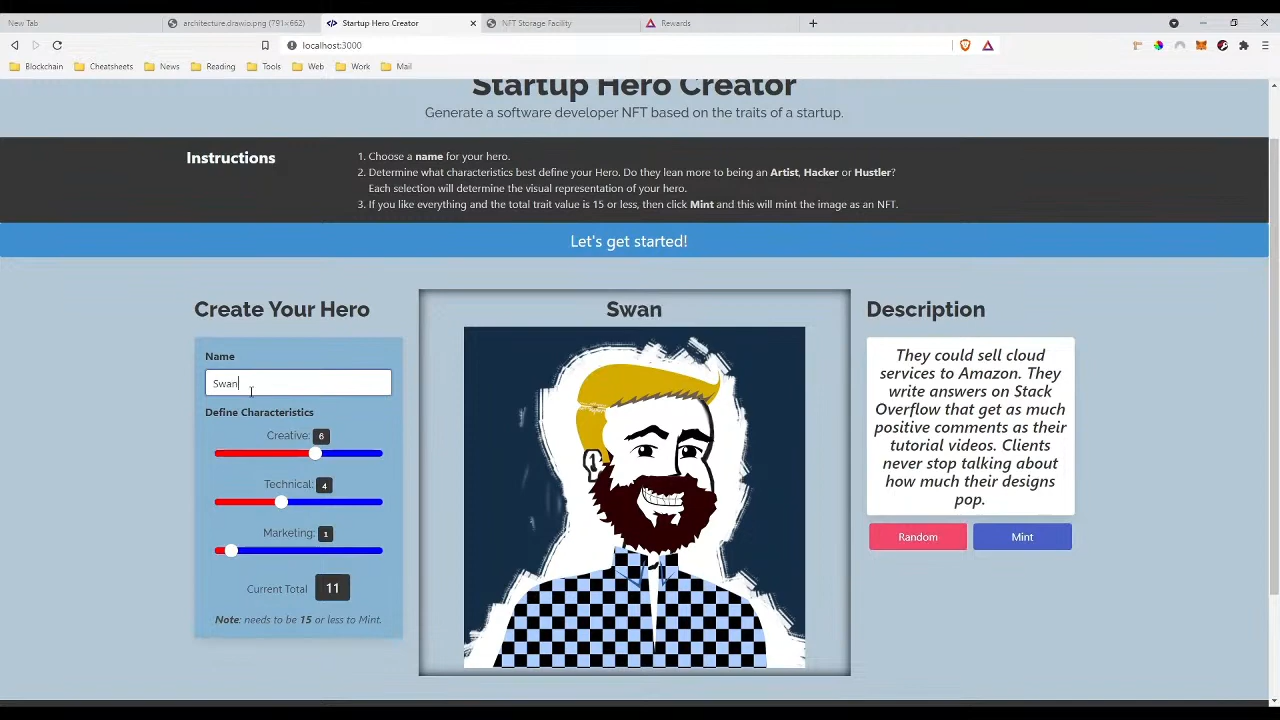 New Tab
architecture.drawio.png (791×662)
Startup Hero Creator
NFT Storage Facility
Rewards
localhost:3000
Blockchain
Cheatsheets
News
Reading
Tools
Web
Work
Mail
Startup Hero Creator
Generate a software developer NFT based on the traits of a startup.
Instructions
1. Choose a name for your hero.
2. Determine what characteristics best define your Hero. Do they lean more to being an Artist, Hacker or Hustler?
Each selection will determine the visual representation of your hero.
3. If you like everything and the total trait value is 15 or less, then click Mint and this will mint the image as an NFT.
Let's get started!
Create Your Hero
Name
Swan
Define Characteristics
Creative: 6
Technical: 4
Marketing: 1
Current Total 11
Note: needs to be 15 or less to Mint.
Swan
Description
They could sell cloud
services to Amazon. They
write answers on Stack
Overflow that get as much
positive comments as their
tutorial videos. Clients
never stop talking about
how much their designs
pop.
Random
Mint